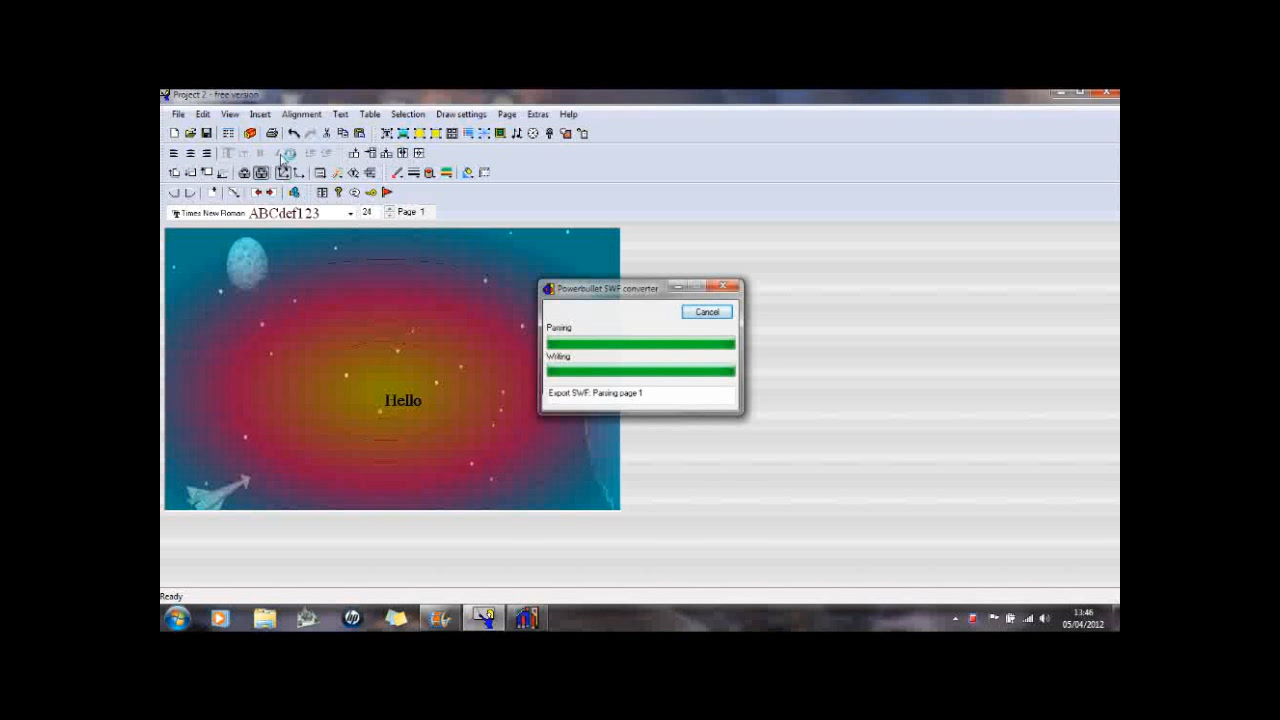 Project 2 - free version
File Edit View Insert Alignment Text Table Selection Draw settings Page Extras Help
Times New Roman ABCdef123 24 Page 1
Powerbullet SWF converter
Cancel
Parsing
Writing
Export SWF: Parsing page 1
Hello
Ready
13:46
05/04/2012